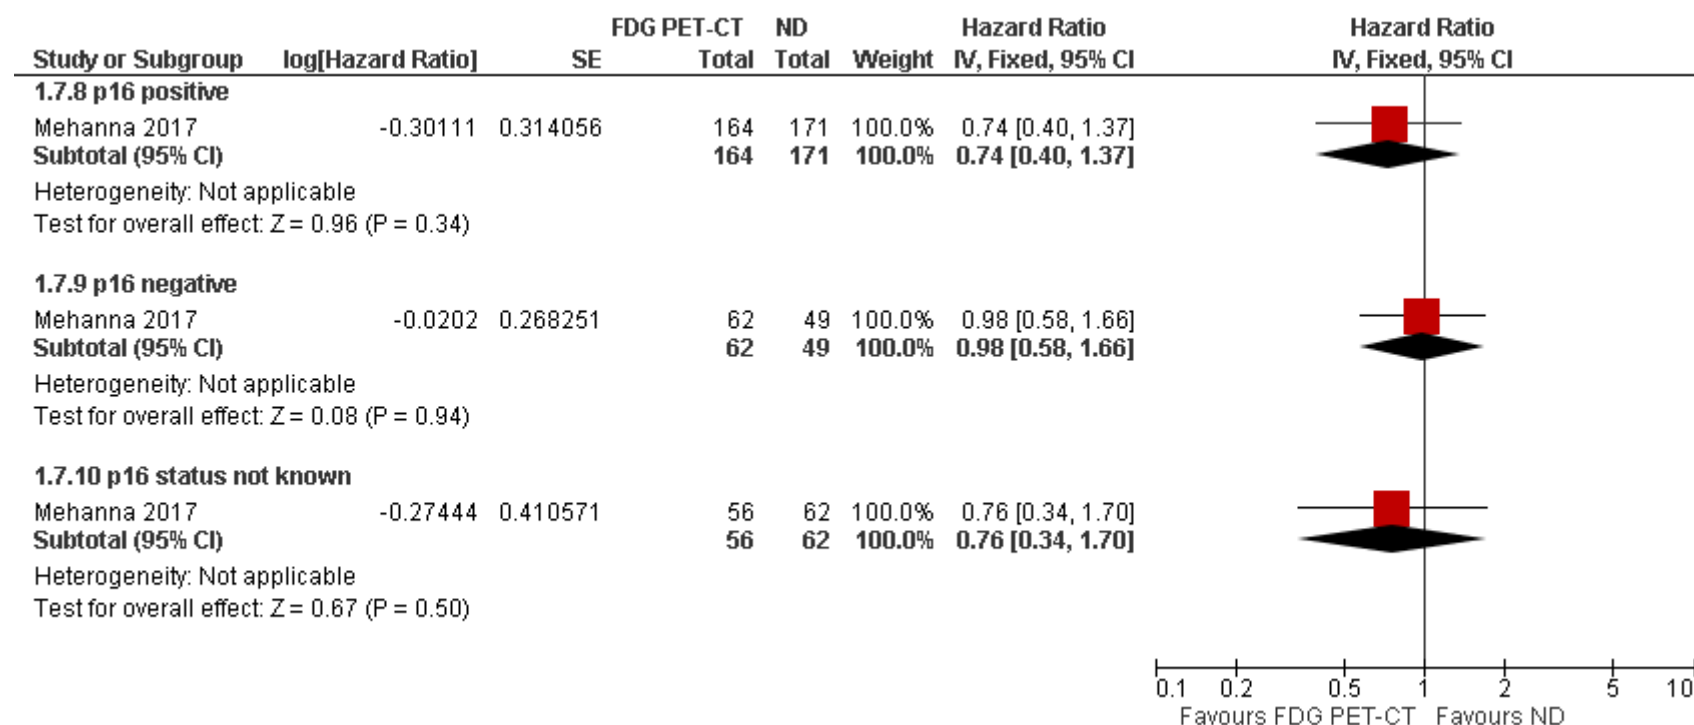 FDG PET-CT ND Hazard Ratio Hazard Ratio
Study or Subgroup log[Hazard Ratio] SE Total Total Weight IV, Fixed, 95% CI IV, Fixed, 95% CI
1.7.8 p16 positive
Mehanna 2017 -0.30111 0.314056 164 171 100.0% 0.74 [0.40, 1.37]
Subtotal (95% CI) 164 171 100.0% 0.74 [0.40, 1.37]
Heterogeneity: Not applicable
Test for overall effect: Z = 0.96 (P = 0.34)
1.7.9 p16 negative
Mehanna 2017 -0.0202 0.268251 62 49 100.0% 0.98 [0.58, 1.66]
Subtotal (95% CI) 62 49 100.0% 0.98 [0.58, 1.66]
Heterogeneity: Not applicable
Test for overall effect: Z = 0.08 (P = 0.94)
1.7.10 p16 status not known
Mehanna 2017 -0.27444 0.410571 56 62 100.0% 0.76 [0.34, 1.70]
Subtotal (95% CI) 56 62 100.0% 0.76 [0.34, 1.70]
Heterogeneity: Not applicable
Test for overall effect: Z = 0.67 (P = 0.50)
0.1 0.2 0.5 1 2 5 10
Favours FDG PET-CT Favours ND